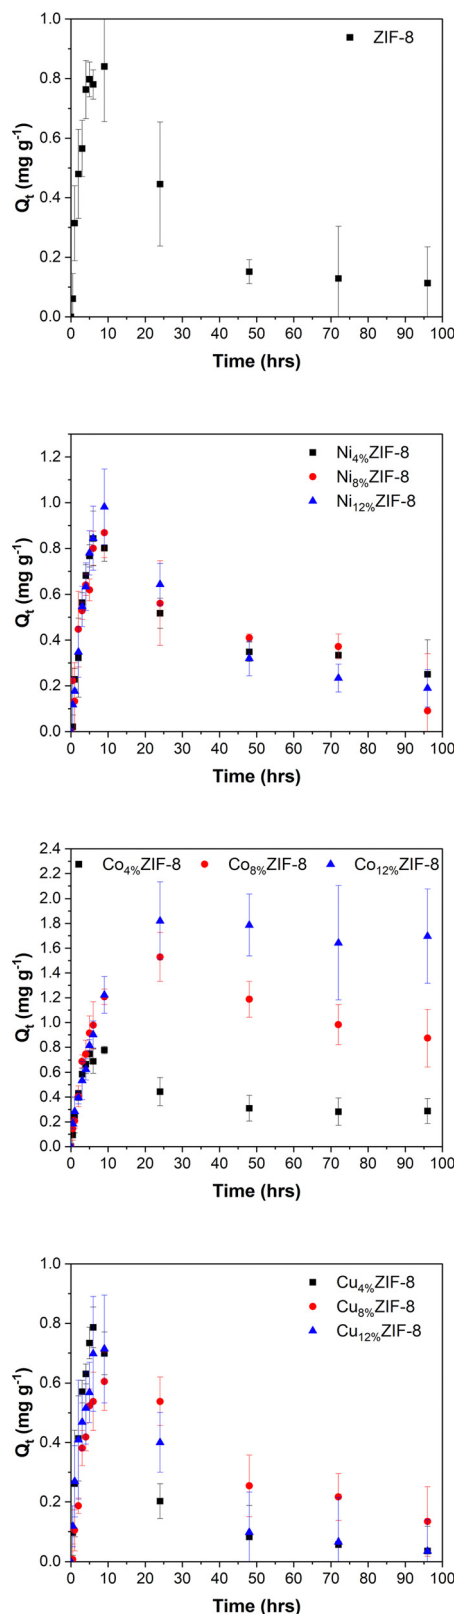 ZIF-8
1.0
0.8
0.6
0.4
0.2
0.0
Qt (mg g-1)
0 10 20 30 40 50 60 70 80 90 100
Time (hrs)
Ni4%ZIF-8
Ni8%ZIF-8
Ni12%ZIF-8
1.2
1.0
0.8
0.6
0.4
0.2
0.0
Qt (mg g-1)
0 10 20 30 40 50 60 70 80 90 100
Time (hrs)
2.4
Co4%ZIF-8 Co8%ZIF-8 Co12%ZIF-8
2.2
2.0
1.8
1.6
1.4
1.2
1.0
0.8
0.6
0.4
0.2
0.0
Qt (mg g-1)
0 10 20 30 40 50 60 70 80 90 100
Time (hrs)
1.0
Cu4%ZIF-8
Cu8%ZIF-8
Cu12%ZIF-8
0.8
0.6
0.4
0.2
0.0
Qt (mg g-1)
0 10 20 30 40 50 60 70 80 90 100
Time (hrs)